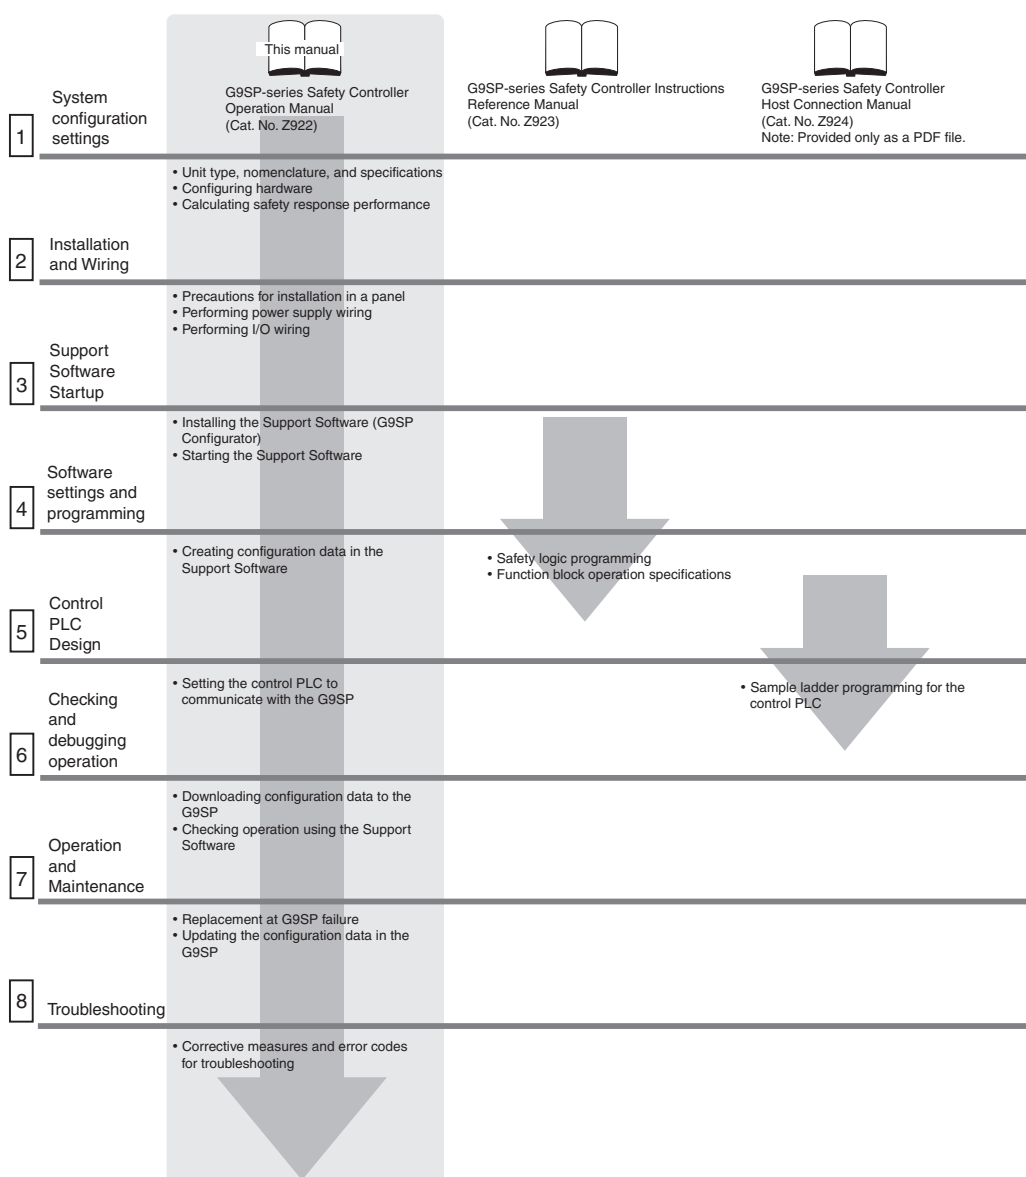 This manual
G9SP-series Safety Controller
Operation Manual
(Cat. No. Z922)
G9SP-series Safety Controller Instructions
Reference Manual
(Cat. No. Z923)
G9SP-series Safety Controller
Host Connection Manual
(Cat. No. Z924)
Note: Provided only as a PDF file.
1
System
configuration
settings
• Unit type, nomenclature, and specifications
• Configuring hardware
• Calculating safety response performance
2
Installation
and Wiring
• Precautions for installation in a panel
• Performing power supply wiring
• Performing I/O wiring
3
Support
Software
Startup
• Installing the Support Software (G9SP
Configurator)
• Starting the Support Software
4
Software
settings and
programming
• Creating configuration data in the
Support Software
• Safety logic programming
• Function block operation specifications
5
Control
PLC
Design
• Setting the control PLC to
communicate with the G9SP
• Sample ladder programming for the
control PLC
6
Checking
and
debugging
operation
• Downloading configuration data to the
G9SP
• Checking operation using the Support
Software
7
Operation
and
Maintenance
• Replacement at G9SP failure
• Updating the configuration data in the
G9SP
8
Troubleshooting
• Corrective measures and error codes
for troubleshooting